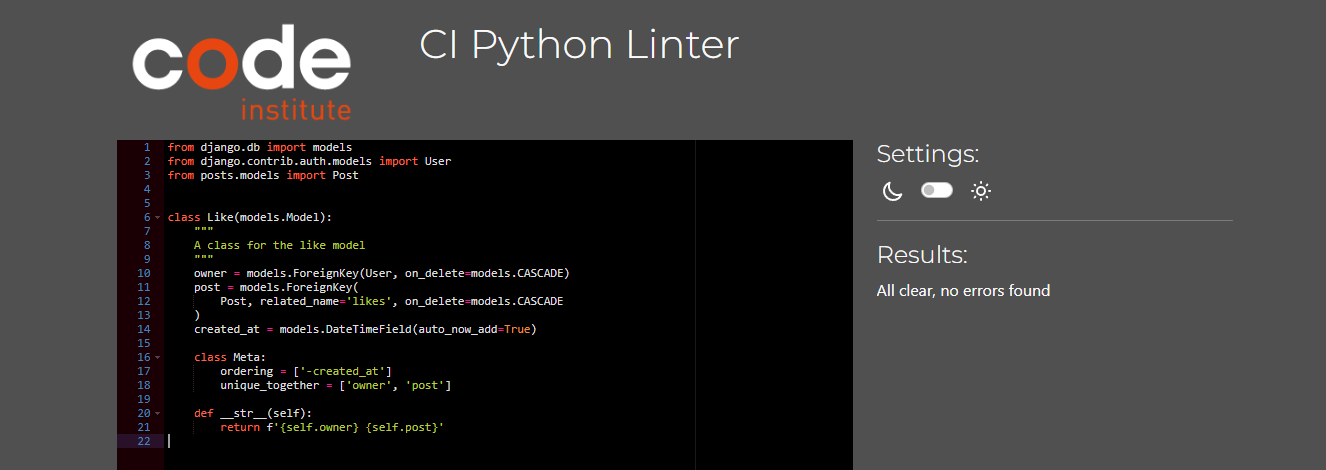 code
institute
CI Python Linter
1 from django.db import models
2 from django.contrib.auth.models import User
3 from posts.models import Post
4
5
6 class Like(models.Model):
7     """
8     A class for the like model
9     """
10     owner = models.ForeignKey(User, on_delete=models.CASCADE)
11     post = models.ForeignKey(
12         Post, related_name='likes', on_delete=models.CASCADE
13     )
14     created_at = models.DateTimeField(auto_now_add=True)
15
16     class Meta:
17         ordering = ['-created_at']
18         unique_together = ['owner', 'post']
19
20     def __str__(self):
21         return f'{self.owner} {self.post}'
22
Settings:
Results:
All clear, no errors found